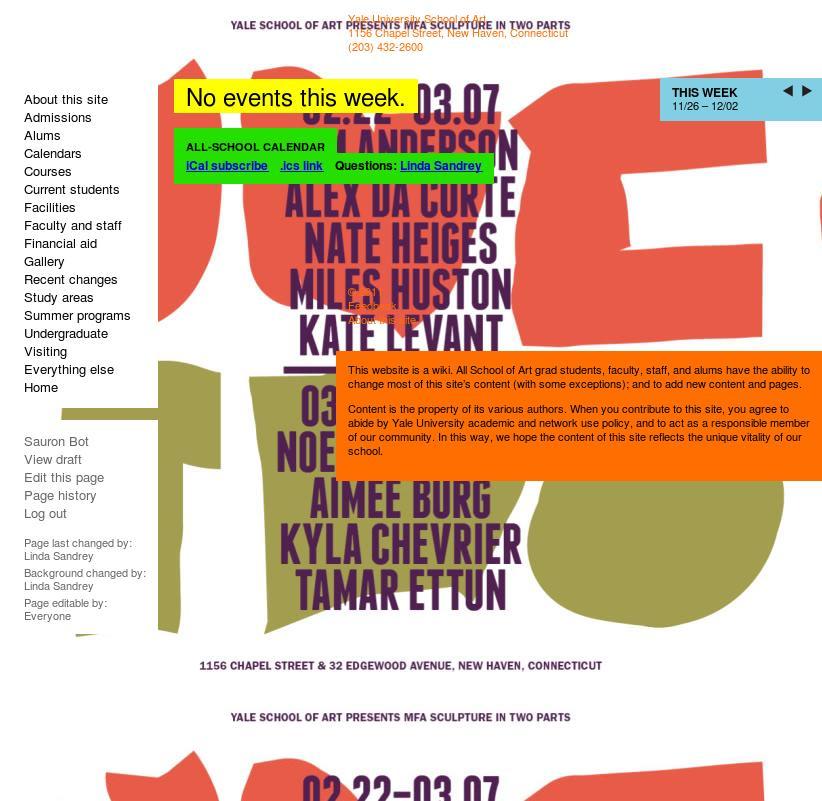 YALE SCHOOL OF ART PRESENTS MFA SCULPTURE IN TWO PARTS
Yale University School of Art
1156 Chapel Street, New Haven, Connecticut
(203) 432-2600
No events this week.
02.22–03.07
ANDERSON
ALEX DA CORTE
NATE HEIGES
MILES HUSTON
KATE LEVANT
ALL-SCHOOL CALENDAR
iCal subscribe .ics link Questions: Linda Sandrey
THIS WEEK
11/26 – 12/02
About this site
Admissions
Alums
Calendars
Courses
Current students
Facilities
Faculty and staff
Financial aid
Gallery
Recent changes
Study areas
Summer programs
Undergraduate
Visiting
Everything else
Home
Sauron Bot
View draft
Edit this page
Page history
Log out
Page last changed by:
Linda Sandrey
Background changed by:
Linda Sandrey
Page editable by:
Everyone
Feedback
About this site
This website is a wiki. All School of Art grad students, faculty, staff, and alums have the ability to
change most of this site's content (with some exceptions); and to add new content and pages.
Content is the property of its various authors. When you contribute to this site, you agree to
abide by Yale University academic and network use policy, and to act as a responsible member
of our community. In this way, we hope the content of this site reflects the unique vitality of our
school.
03
NOE
AIMEE BURG
KYLA CHEVRIER
TAMAR ETTUN
1156 CHAPEL STREET & 32 EDGEWOOD AVENUE, NEW HAVEN, CONNECTICUT
YALE SCHOOL OF ART PRESENTS MFA SCULPTURE IN TWO PARTS
02.22–03.07